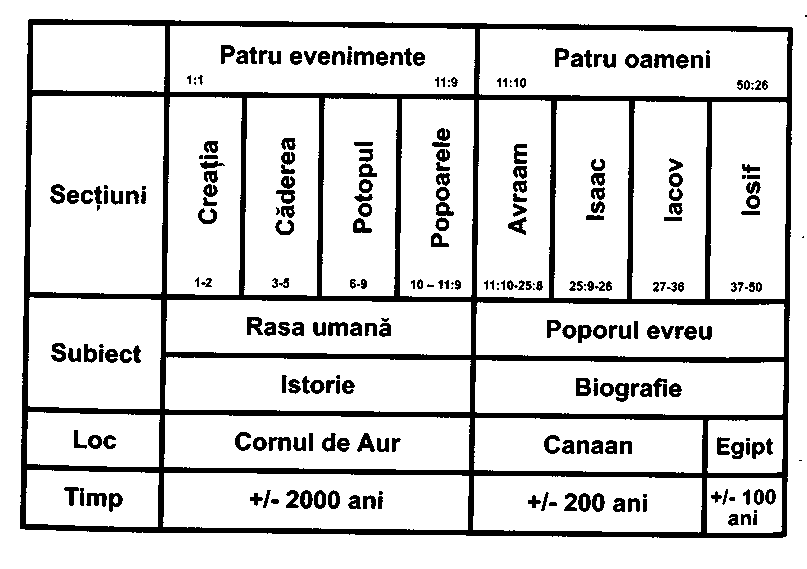 Patru evenimente
1:1
11:9
Patru oameni
11:10
50:26
Secțiuni
Creația
1-2
Căderea
3-5
Potopul
6-9
Popoarele
10 – 11:9
Avraam
11:10-25:8
Isaac
25:9-26
Iacov
27-36
Iosif
37-50
Subiect
Rasa umană
Poporul evreu
Istorie
Biografie
Loc
Cornul de Aur
Canaan
Egipt
Timp
+/- 2000 ani
+/- 200 ani
+/- 100
ani